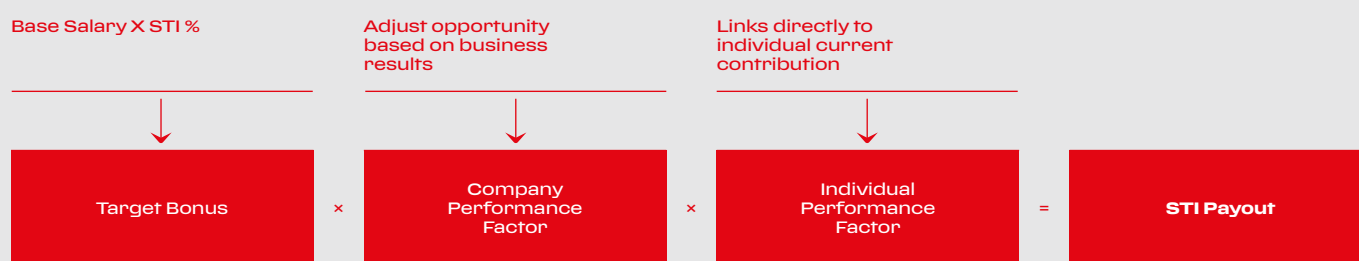 Base Salary X STI %
Adjust opportunity
based on business
results
Links directly to
individual current
contribution
Target Bonus
×
Company
Performance
Factor
×
Individual
Performance
Factor
=
STI Payout